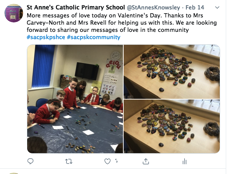 St Anne's Catholic Primary School @StAnnesKnowsley · Feb 14
More messages of love today on Valentine's Day. Thanks to Mrs
Garvey-North and Mrs Revell for helping us with this. We are looking
forward to sharing our messages of love in the community
#sacpskpshce #sacpskcommunity